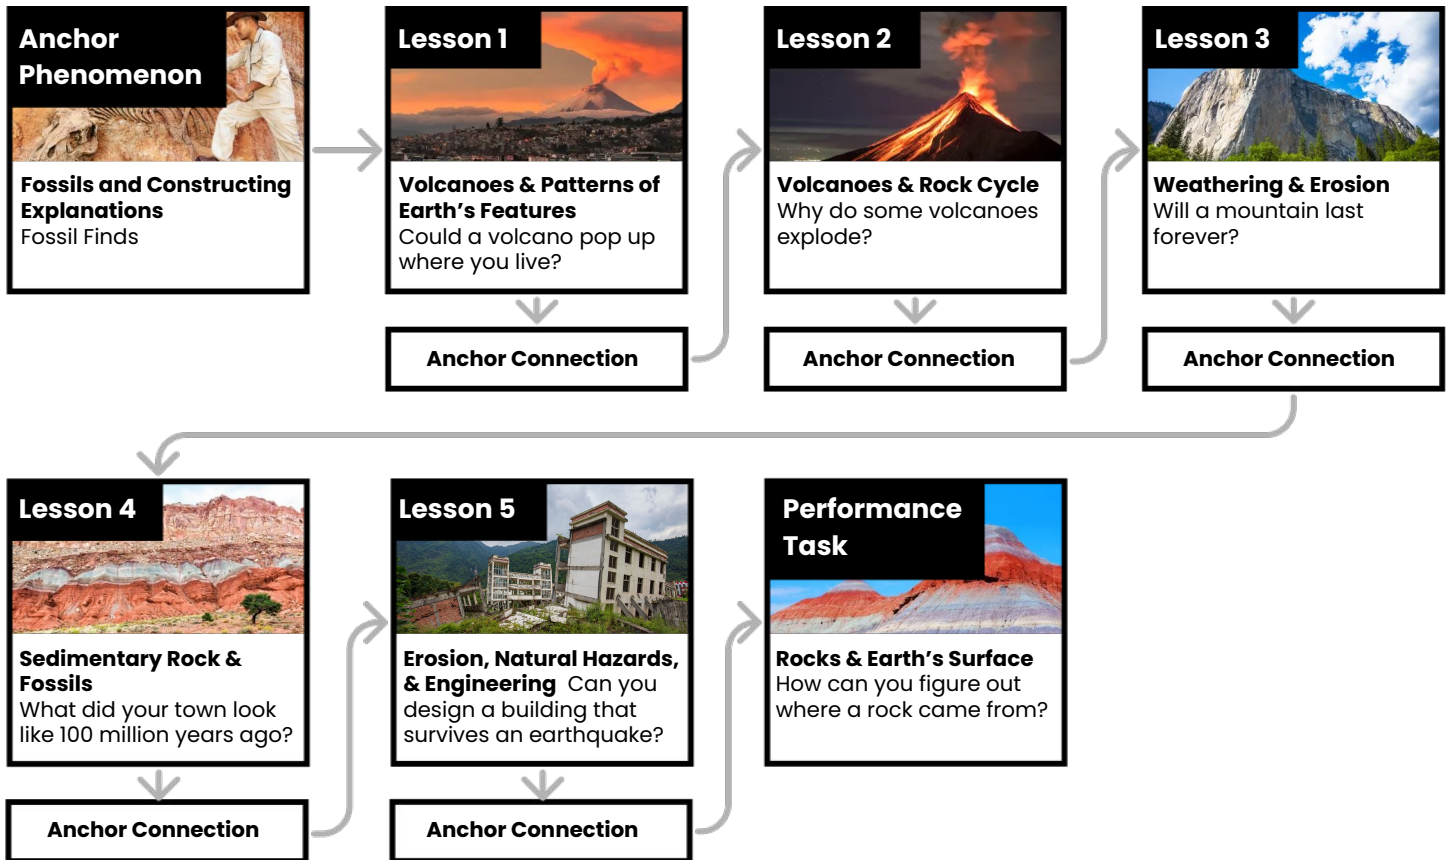 Anchor
Phenomenon
Fossils and Constructing
Explanations
Fossil Finds
Lesson 1
Volcanoes & Patterns of
Earth’s Features
Could a volcano pop up
where you live?
Anchor Connection
Lesson 2
Volcanoes & Rock Cycle
Why do some volcanoes
explode?
Anchor Connection
Lesson 3
Weathering & Erosion
Will a mountain last
forever?
Anchor Connection
Lesson 4
Sedimentary Rock &
Fossils
What did your town look
like 100 million years ago?
Anchor Connection
Lesson 5
Erosion, Natural Hazards,
& Engineering Can you
design a building that
survives an earthquake?
Anchor Connection
Performance
Task
Rocks & Earth’s Surface
How can you figure out
where a rock came from?